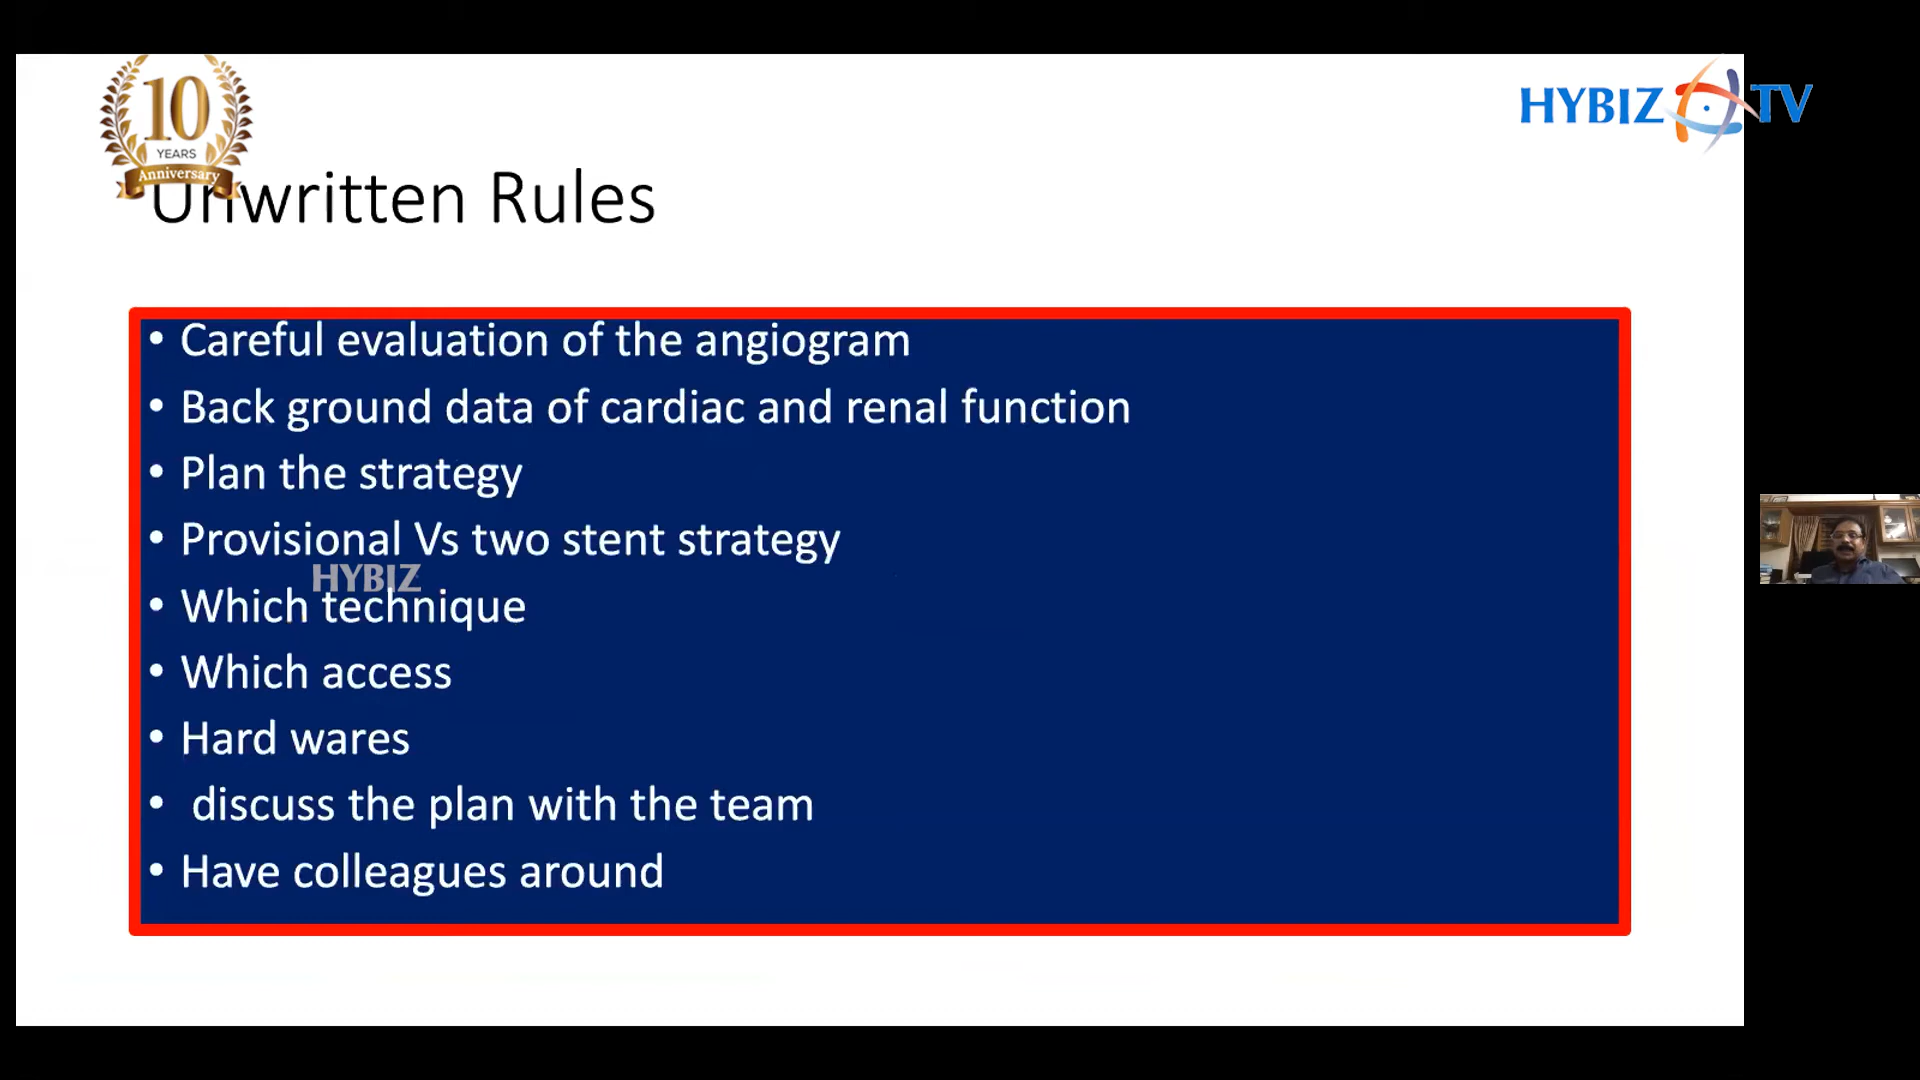 10
YEARS
Anniversary
HYBIZ TV
Unwritten Rules
• Careful evaluation of the angiogram
• Back ground data of cardiac and renal function
• Plan the strategy
• Provisional Vs two stent strategy
HYBIZ
• Which technique
• Which access
• Hard wares
• discuss the plan with the team
• Have colleagues around